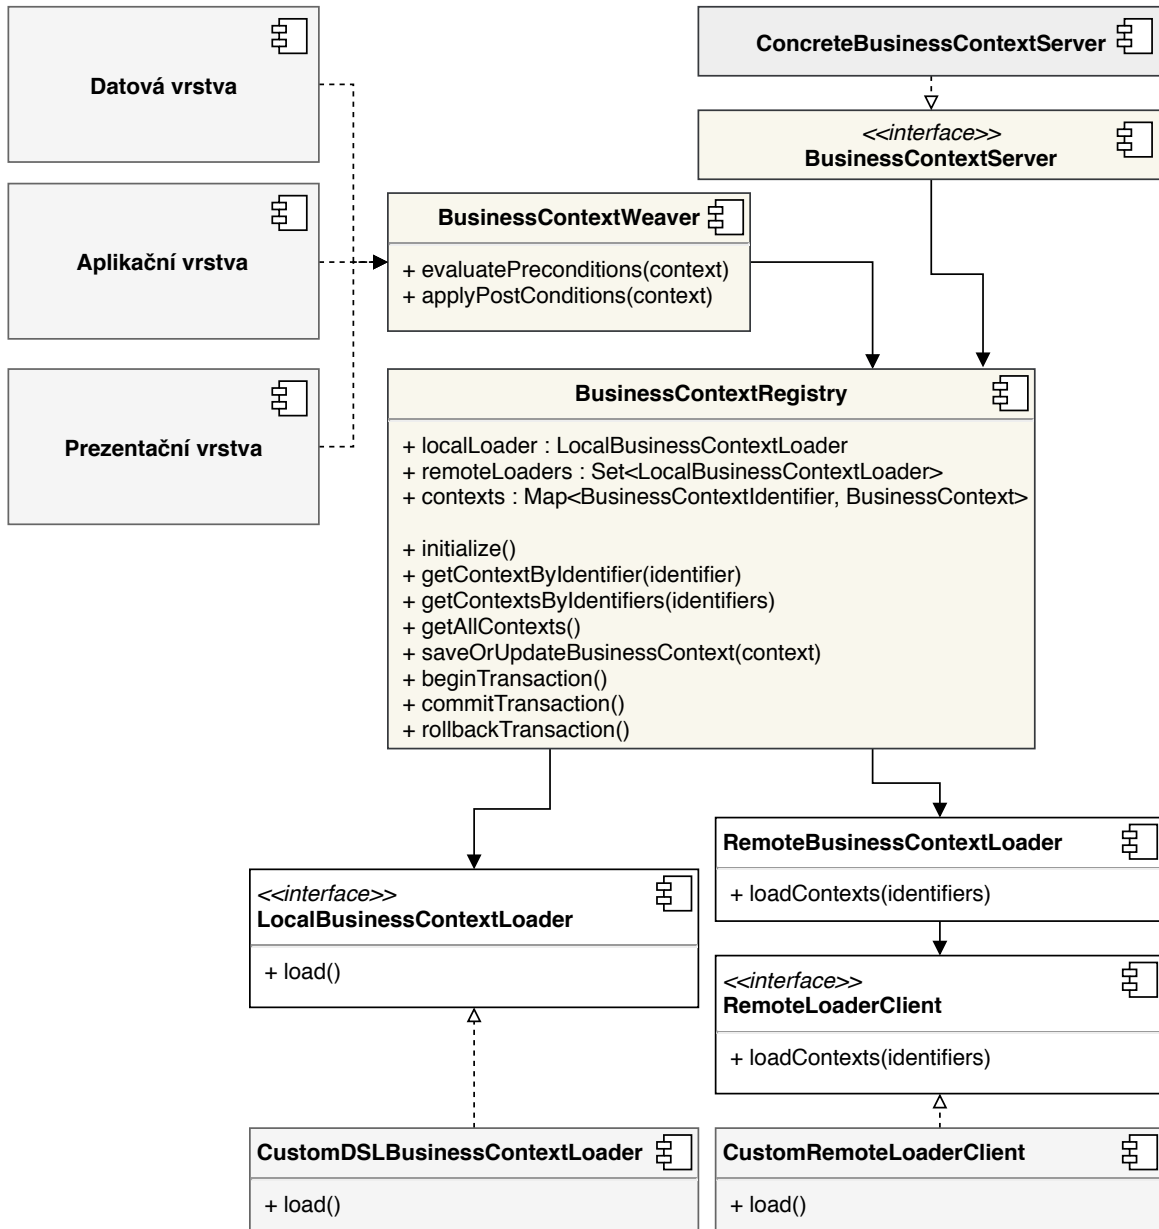 Datová vrstva
ConcreteBusinessContextServer
<<interface>>
BusinessContextServer
Aplikační vrstva
BusinessContextWeaver
+ evaluatePreconditions(context)
+ applyPostConditions(context)
Prezentační vrstva
BusinessContextRegistry
+ localLoader : LocalBusinessContextLoader
+ remoteLoaders : Set<LocalBusinessContextLoader>
+ contexts : Map<BusinessContextIdentifier, BusinessContext>
+ initialize()
+ getContextByIdentifier(identifier)
+ getContextsByIdentifiers(identifiers)
+ getAllContexts()
+ saveOrUpdateBusinessContext(context)
+ beginTransaction()
+ commitTransaction()
+ rollbackTransaction()
RemoteBusinessContextLoader
+ loadContexts(identifiers)
<<interface>>
LocalBusinessContextLoader
+ load()
<<interface>>
RemoteLoaderClient
+ loadContexts(identifiers)
CustomDSLBusinessContextLoader
+ load()
CustomRemoteLoaderClient
+ load()